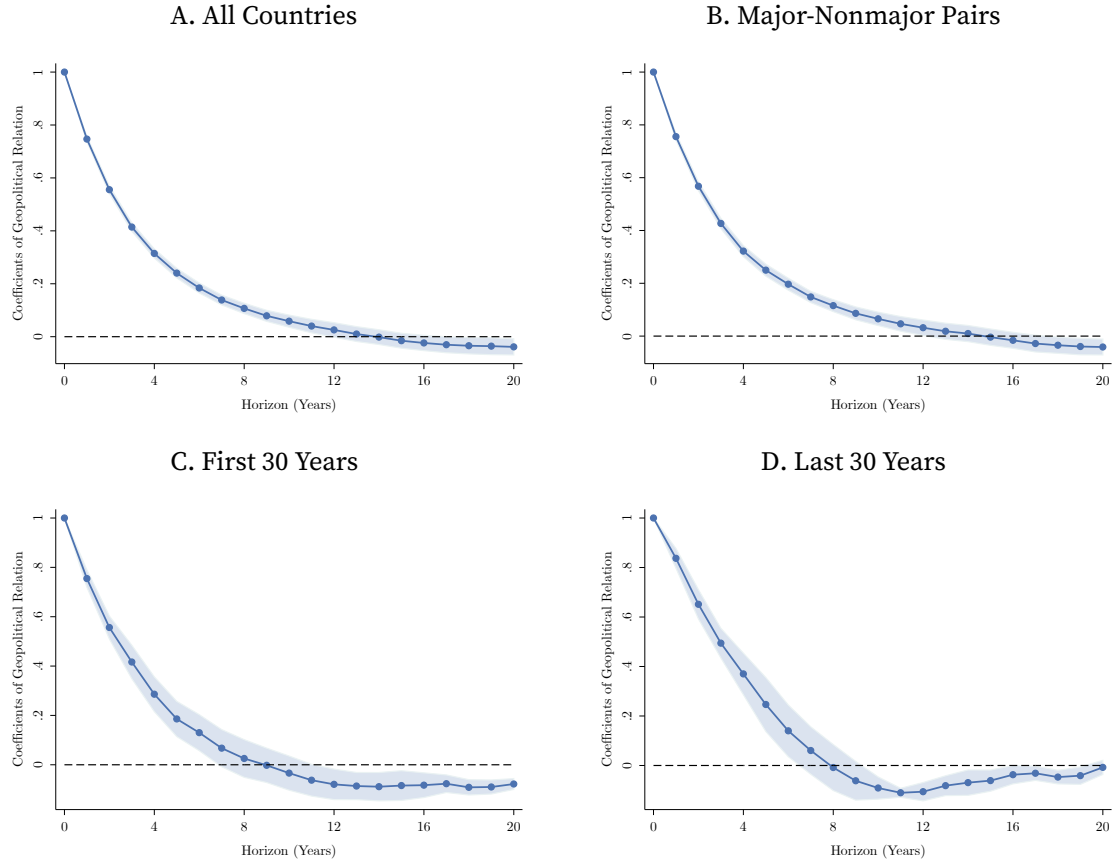 A. All Countries
Coefficients of Geopolitical Relation
1
.8
.6
.4
.2
0
0 4 8 12 16 20
Horizon (Years)
B. Major-Nonmajor Pairs
Coefficients of Geopolitical Relation
1
.8
.6
.4
.2
0
0 4 8 12 16 20
Horizon (Years)
C. First 30 Years
Coefficients of Geopolitical Relation
1
.8
.6
.4
.2
0
0 4 8 12 16 20
Horizon (Years)
D. Last 30 Years
Coefficients of Geopolitical Relation
1
.8
.6
.4
.2
0
0 4 8 12 16 20
Horizon (Years)